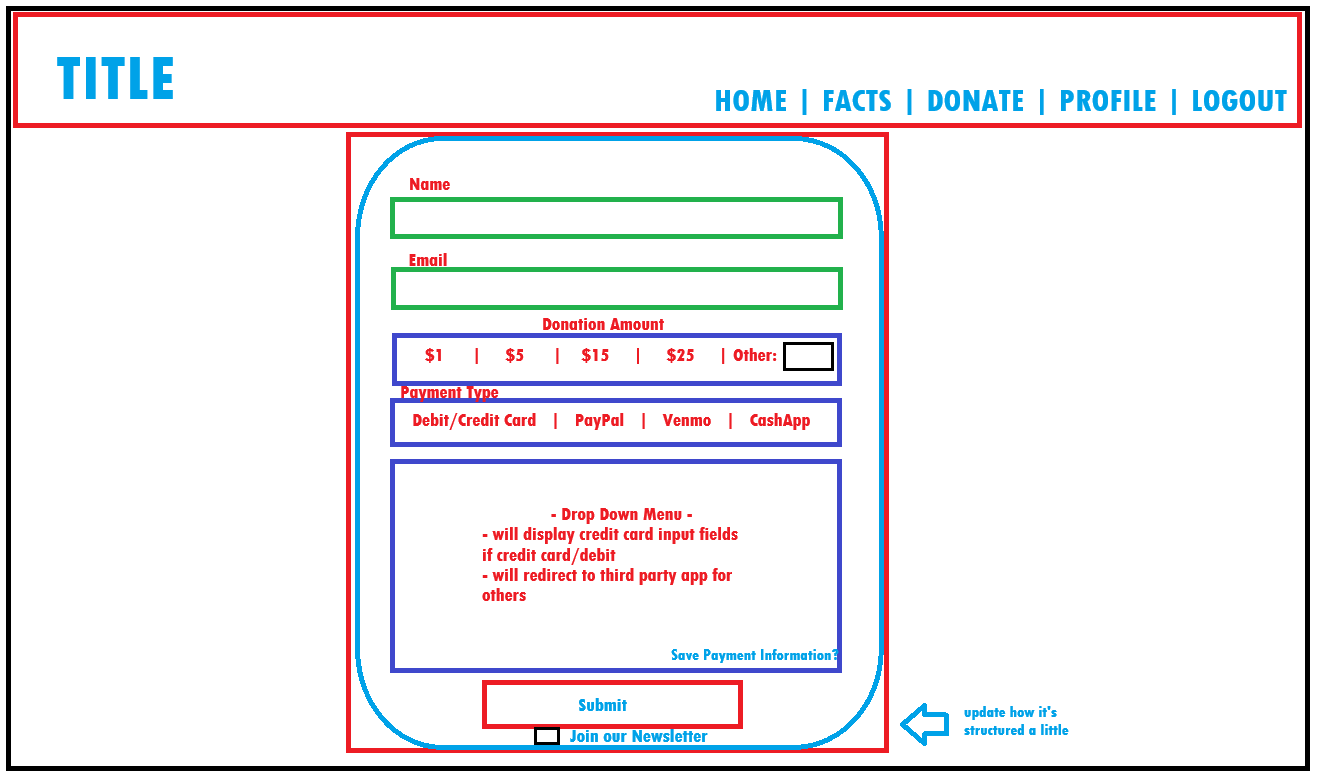 TITLE
HOME | FACTS | DONATE | PROFILE | LOGOUT
Name
Email
Donation Amount
$1 | $5 | $15 | $25 | Other:
Payment Type
Debit/Credit Card | PayPal | Venmo | CashApp
- Drop Down Menu -
- will display credit card input fields
if credit card/debit
- will redirect to third party app for
others
Save Payment Information?
Submit
Join our Newsletter
update how it's
structured a little